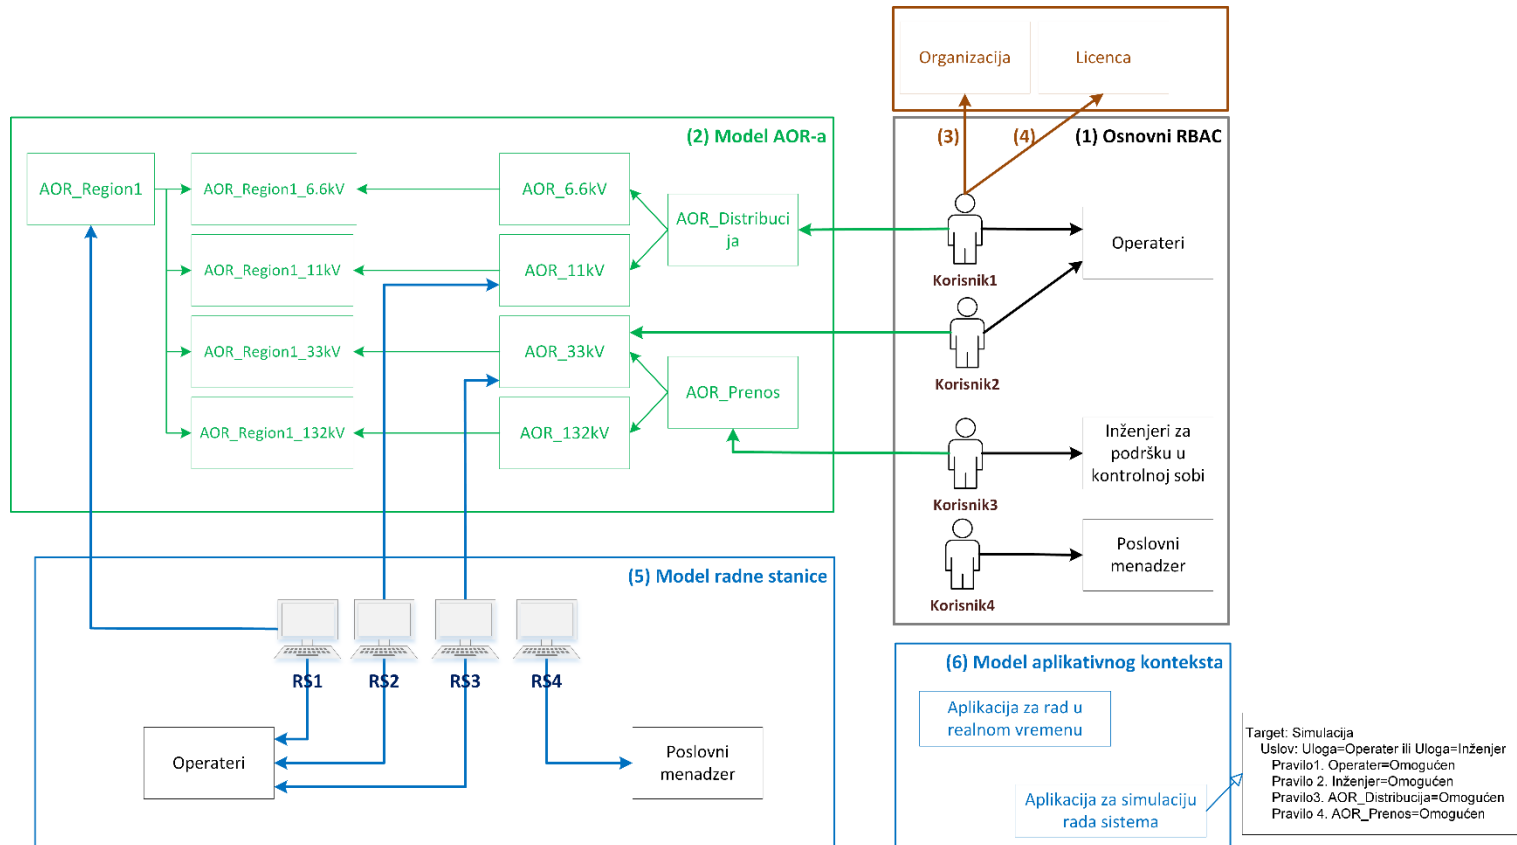 Organizacija
Licenca
(2) Model AOR-a
(3)
(4)
(1) Osnovni RBAC
AOR_Region1
AOR_Region1_6.6kV
AOR_6.6kV
AOR_Distribuci
ja
Operateri
AOR_Region1_11kV
AOR_11kV
Korisnik1
AOR_Region1_33kV
AOR_33kV
Korisnik2
AOR_Prenos
AOR_Region1_132kV
AOR_132kV
Inženjeri za
podršku u
kontrolnoj sobi
Korisnik3
Poslovni
menadzer
Korisnik4
(5) Model radne stanice
RS1
RS2
RS3
RS4
Operateri
Poslovni
menadzer
(6) Model aplikativnog konteksta
Aplikacija za rad u
realnom vremenu
Aplikacija za simulaciju
rada sistema
Target: Simulacija
Uslov: Uloga=Operater ili Uloga=Inženjer
Pravilo1. Operater=Omogućen
Pravilo 2. Inženjer=Omogućen
Pravilo3. AOR_Distribucija=Omogućen
Pravilo 4. AOR_Prenos=Omogućen